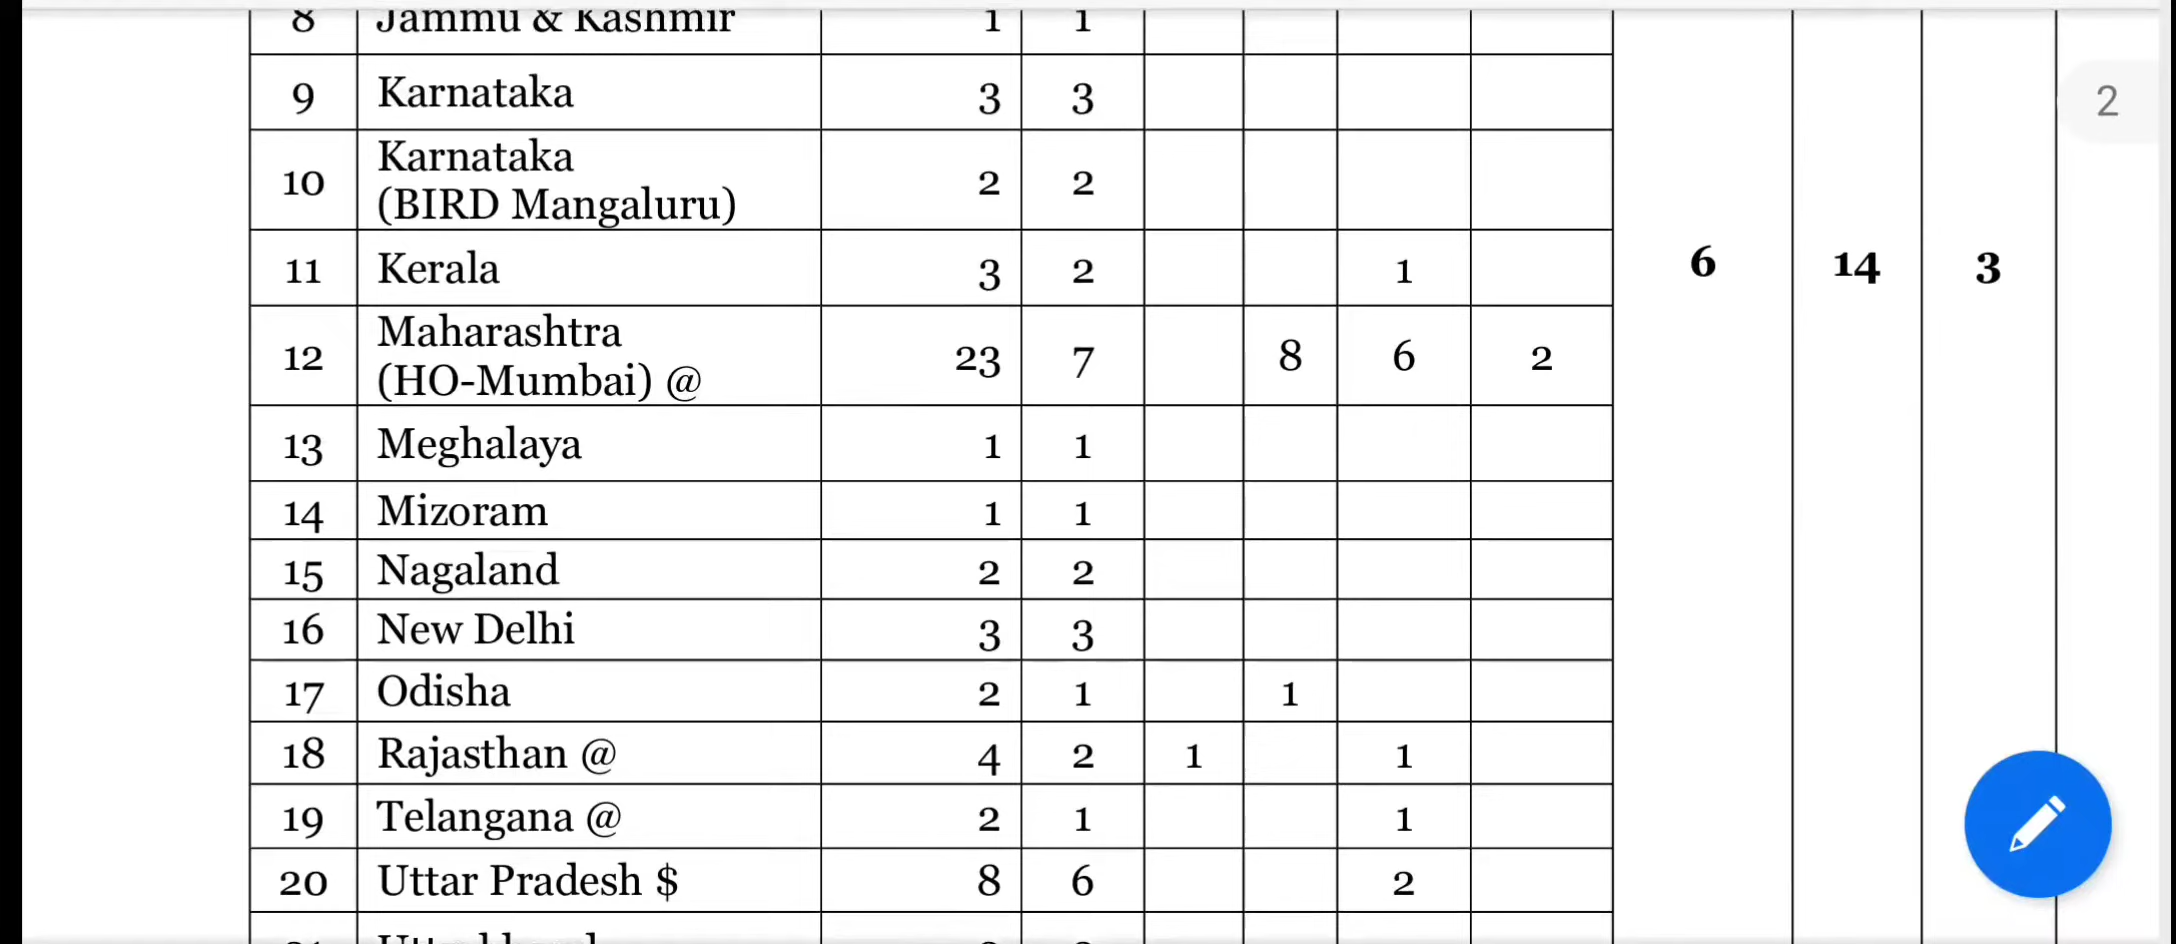 8 Jammu & Kashmir 1 1
9 Karnataka 3 3
10 Karnataka
(BIRD Mangaluru) 2 2
11 Kerala 3 2 1
6 14 3
12 Maharashtra
(HO-Mumbai) @ 23 7 8 6 2
13 Meghalaya 1 1
14 Mizoram 1 1
15 Nagaland 2 2
16 New Delhi 3 3
17 Odisha 2 1 1
18 Rajasthan @ 4 2 1 1
19 Telangana @ 2 1 1
20 Uttar Pradesh $ 8 6 2
2